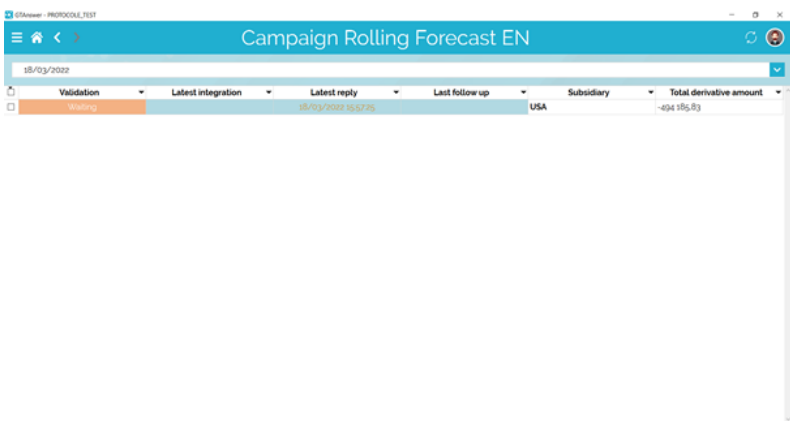 GTAnswer - PROTOCOLE_TEST
Campaign Rolling Forecast EN
18/03/2022
Validation Latest integration Latest reply Last follow up Subsidiary Total derivative amount
Waiting 18/03/2022 15:57:25 USA -494 185,83